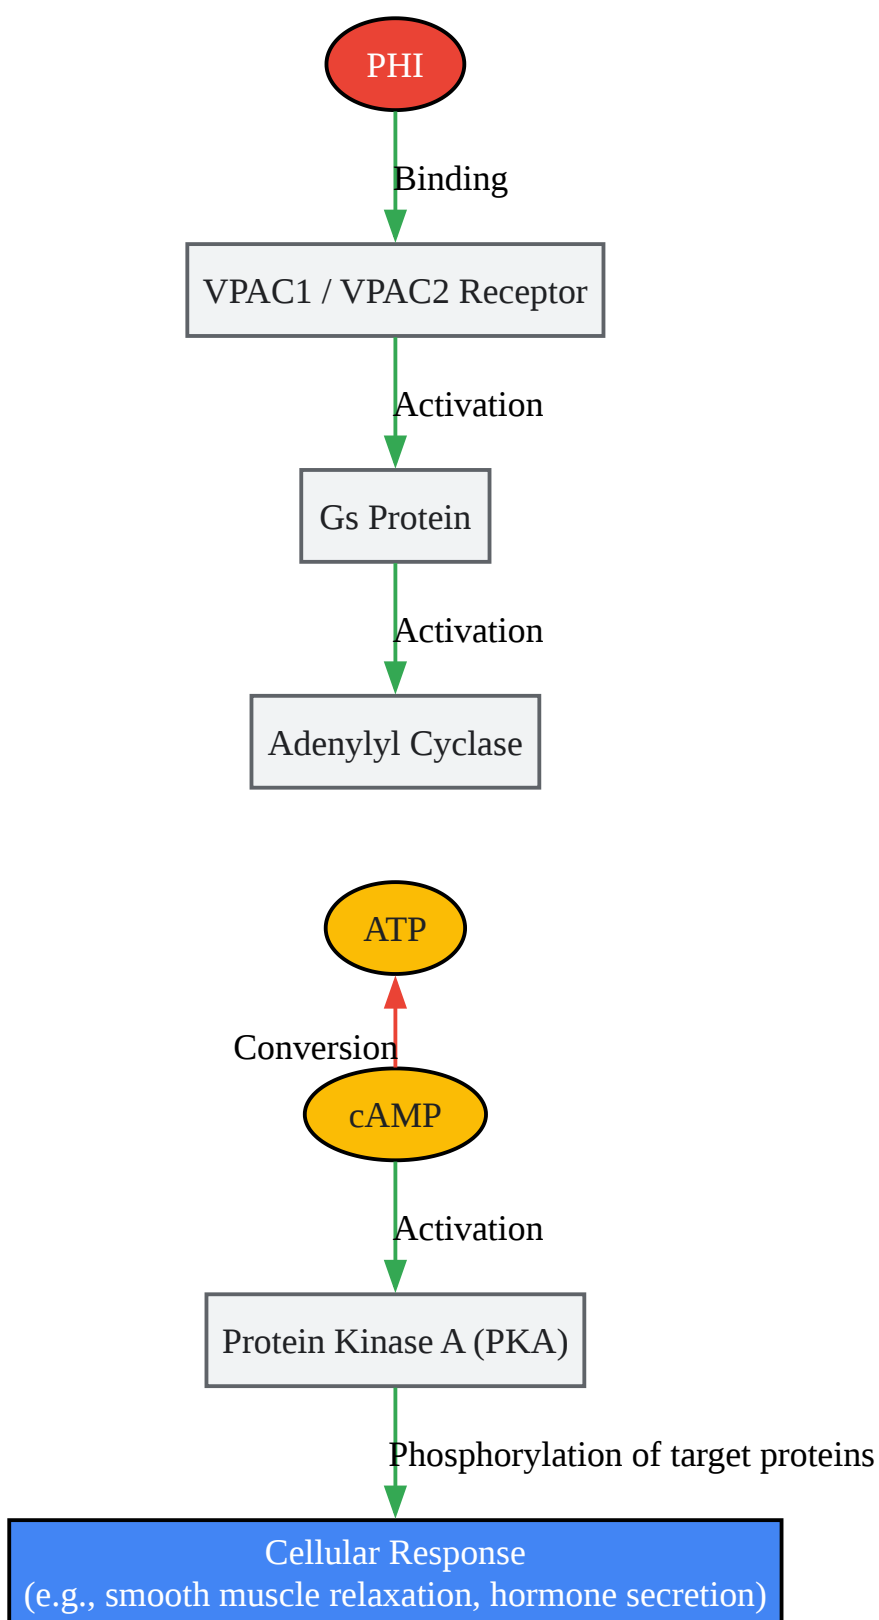 PHI
Binding
VPAC1 / VPAC2 Receptor
Activation
Gs Protein
Activation
Adenylyl Cyclase
ATP
Conversion
cAMP
Activation
Protein Kinase A (PKA)
Phosphorylation of target proteins
Cellular Response
(e.g., smooth muscle relaxation, hormone secretion)